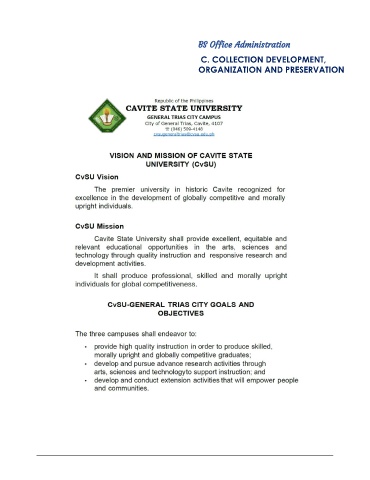 BS Office Administration
C. COLLECTION DEVELOPMENT,
ORGANIZATION AND PRESERVATION
Republic of the Philippines
CAVITE STATE UNIVERSITY
GENERAL TRIAS CITY CAMPUS
City of General Trias, Cavite, 4107
☏ (046) 509-4148
cvsugeneraltrias@cvsu.edu.ph
VISION AND MISSION OF CAVITE STATE
UNIVERSITY (CvSU)
CvSU Vision
The premier university in historic Cavite recognized for
excellence in the development of globally competitive and morally
upright individuals.
CvSU Mission
Cavite State University shall provide excellent, equitable and
relevant educational opportunities in the arts, sciences and
technology through quality instruction and responsive research and
development activities.
It shall produce professional, skilled and morally upright
individuals for global competitiveness.
CvSU-GENERAL TRIAS CITY GOALS AND
OBJECTIVES
The three campuses shall endeavor to:
• provide high quality instruction in order to produce skilled,
morally upright and globally competitive graduates;
• develop and pursue advance research activities through
arts, sciences and technologyto support instruction; and
• develop and conduct extension activities that will empower people
and communities.